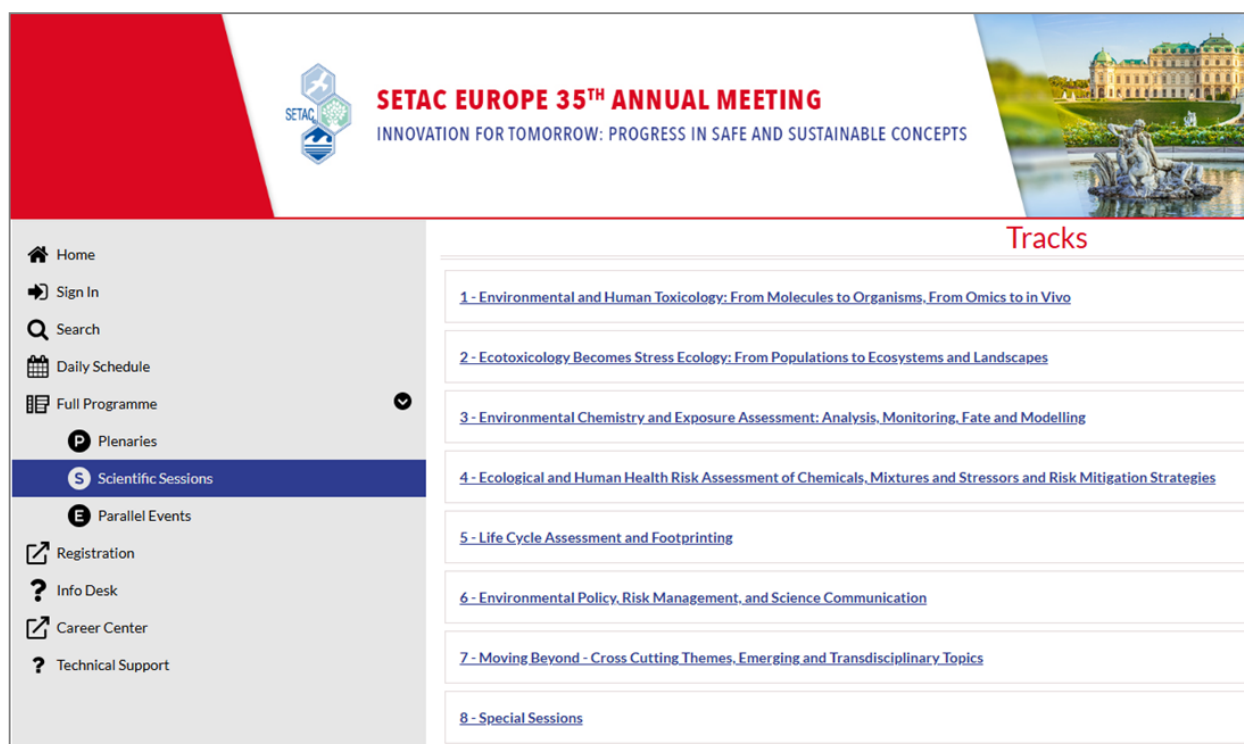 SETAC
SETAC EUROPE 35TH ANNUAL MEETING
INNOVATION FOR TOMORROW: PROGRESS IN SAFE AND SUSTAINABLE CONCEPTS
Home
Sign In
Search
Daily Schedule
Full Programme
P Plenaries
S Scientific Sessions
E Parallel Events
Registration
? Info Desk
Career Center
? Technical Support
Tracks
1 - Environmental and Human Toxicology: From Molecules to Organisms, From Omics to in Vivo
2 - Ecotoxicology Becomes Stress Ecology: From Populations to Ecosystems and Landscapes
3 - Environmental Chemistry and Exposure Assessment: Analysis, Monitoring, Fate and Modelling
4 - Ecological and Human Health Risk Assessment of Chemicals, Mixtures and Stressors and Risk Mitigation Strategies
5 - Life Cycle Assessment and Footprinting
6 - Environmental Policy, Risk Management, and Science Communication
7 - Moving Beyond - Cross Cutting Themes, Emerging and Transdisciplinary Topics
8 - Special Sessions